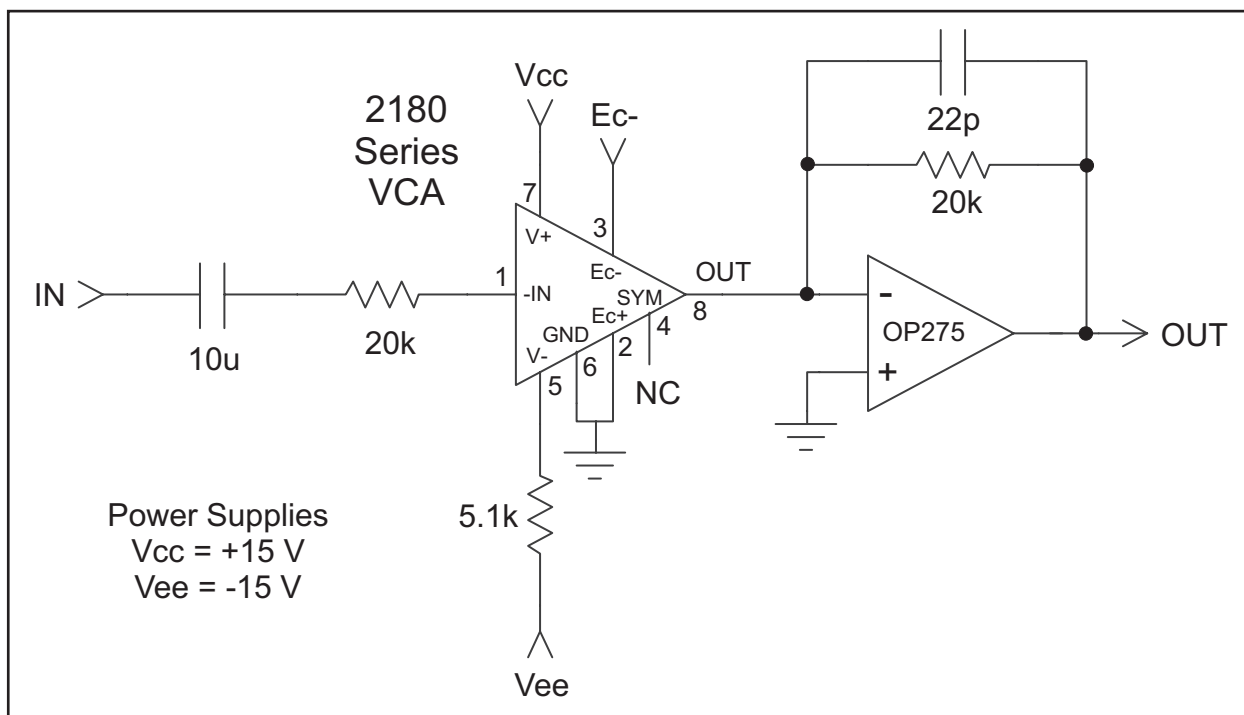 Vcc
2180
Series
VCA
Ec-
22p
20k
7
V+
3
Ec-
IN
10u
20k
1
-IN
SYM
Ec+
GND
V-
OUT
8
4
2
6
5
NC
-
OP275
+
OUT
5.1k
Vee
Power Supplies
Vcc = +15 V
Vee = -15 V